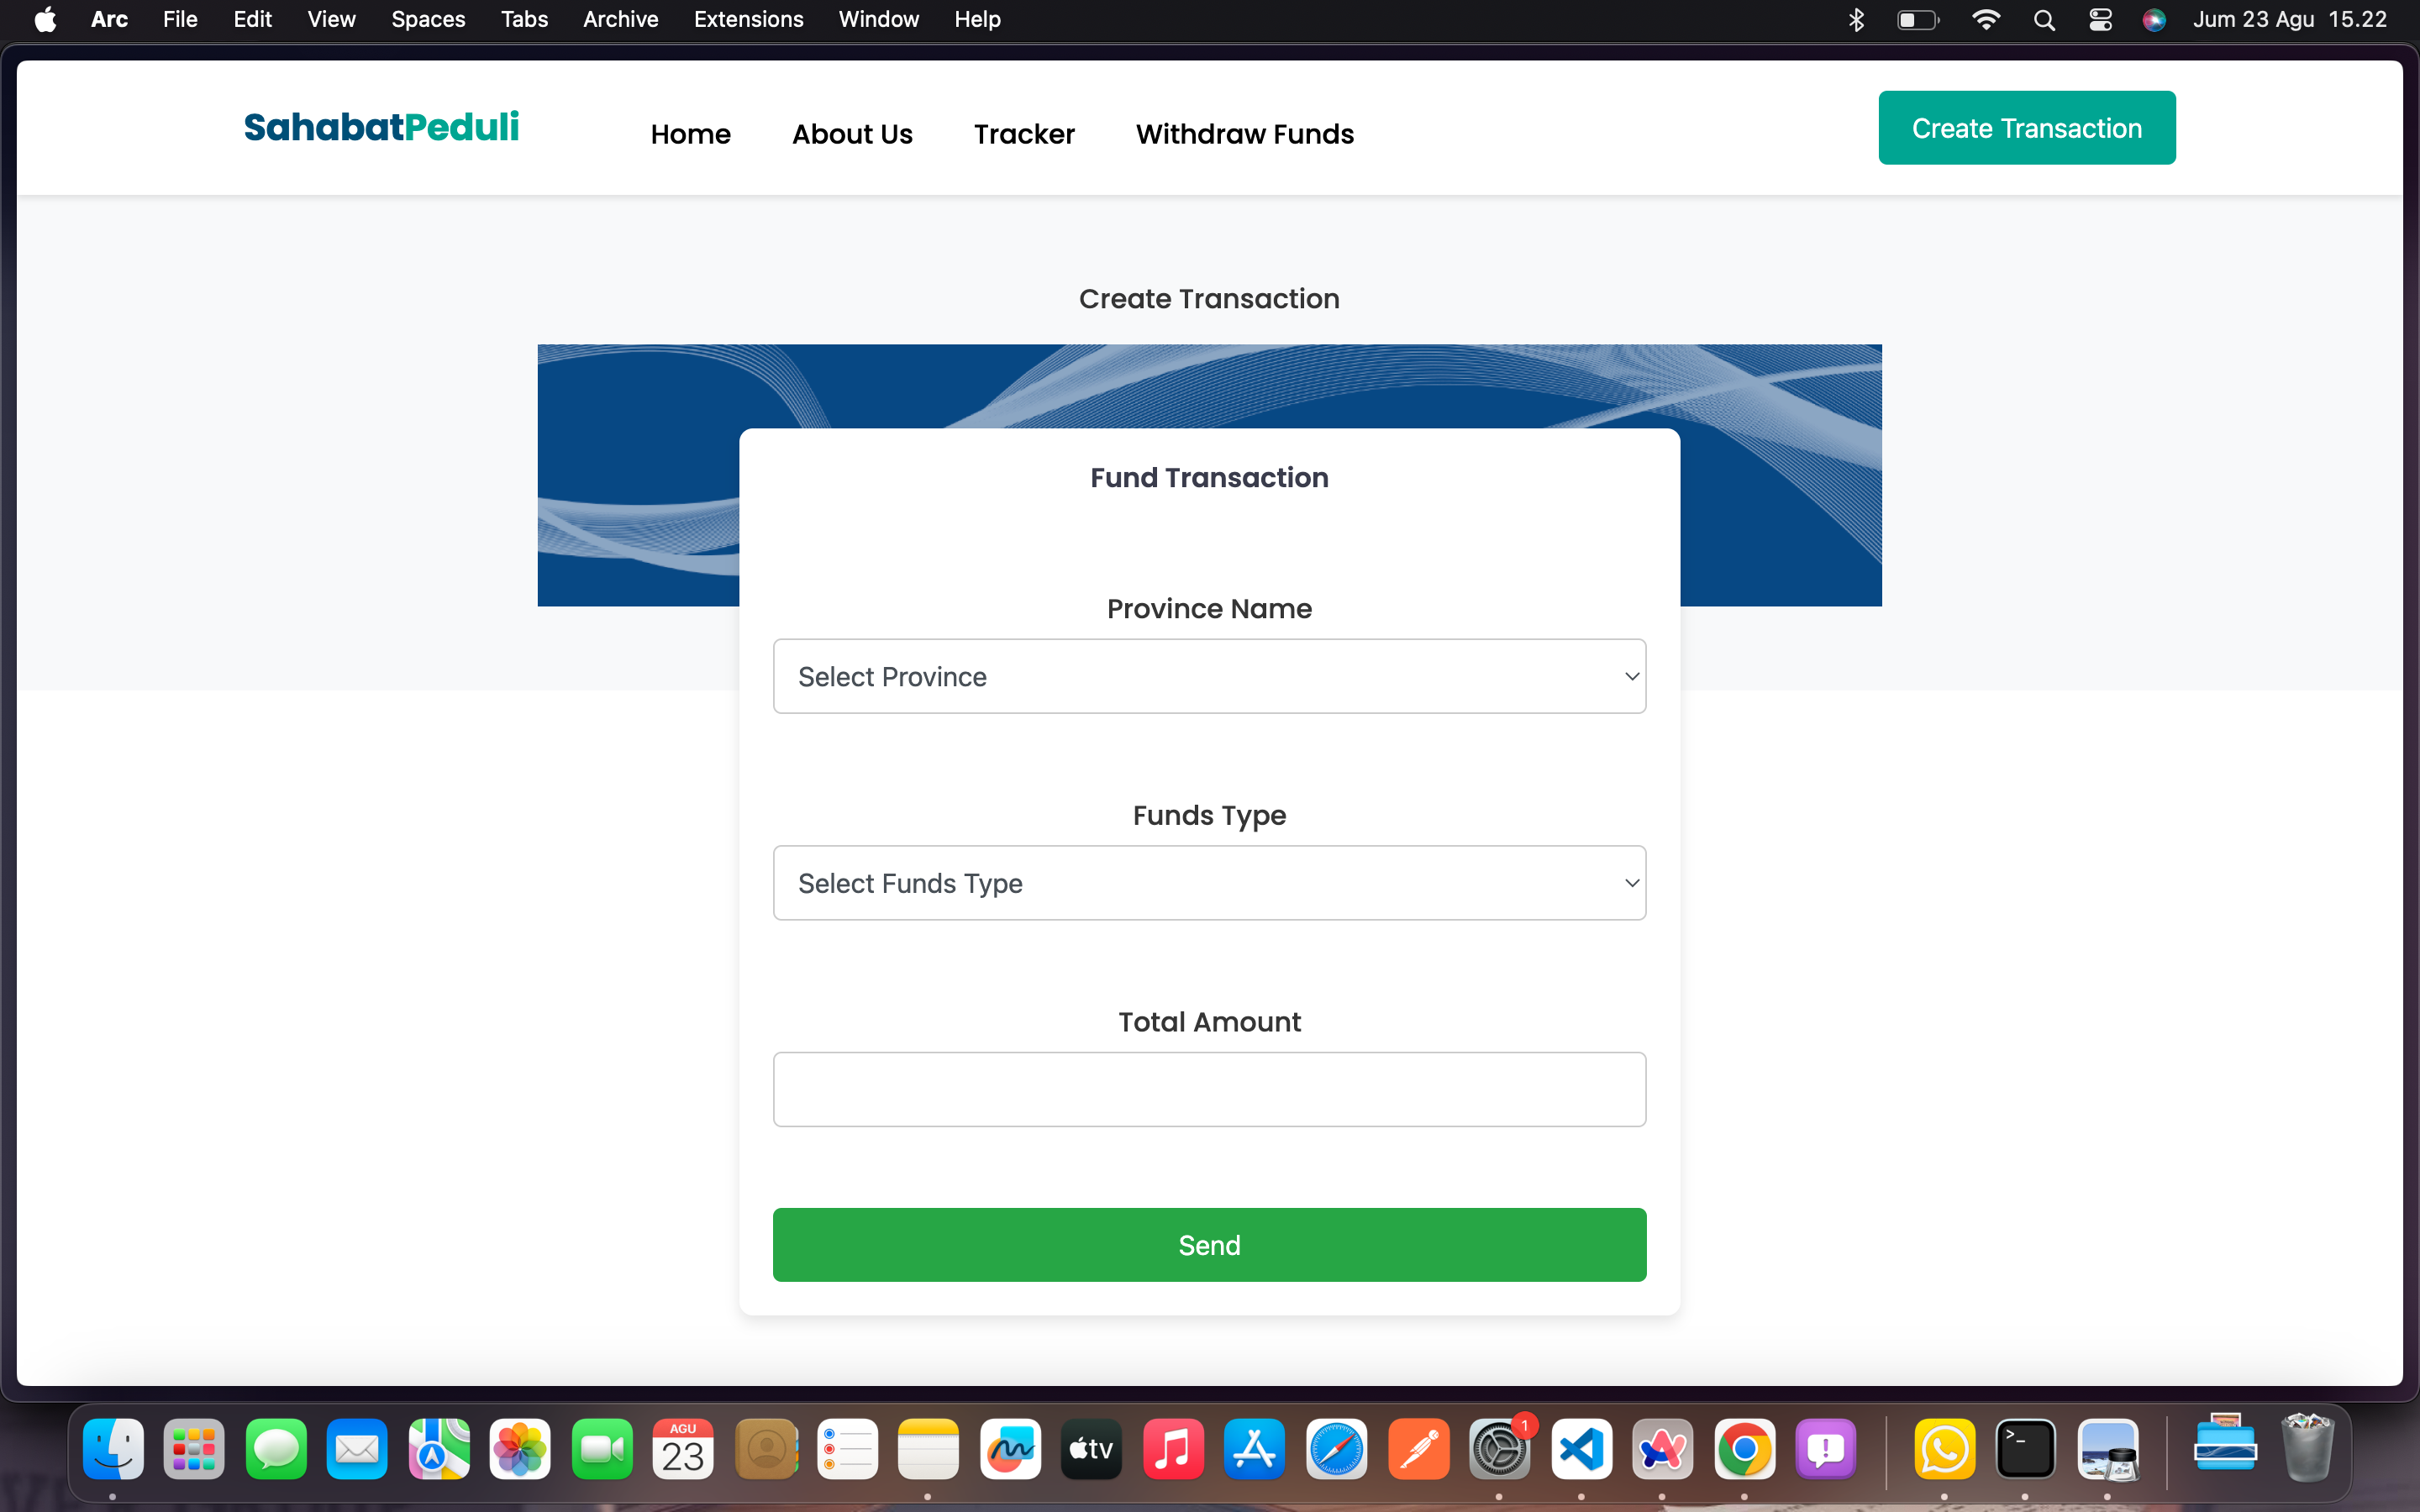 Arc File Edit View Spaces Tabs Archive Extensions Window Help Jum 23 Agu 15.22
SahabatPeduli Home About Us Tracker Withdraw Funds Create Transaction
Create Transaction
Fund Transaction
Province Name
Select Province
Funds Type
Select Funds Type
Total Amount
Send
AGU
23
tv
1
>_